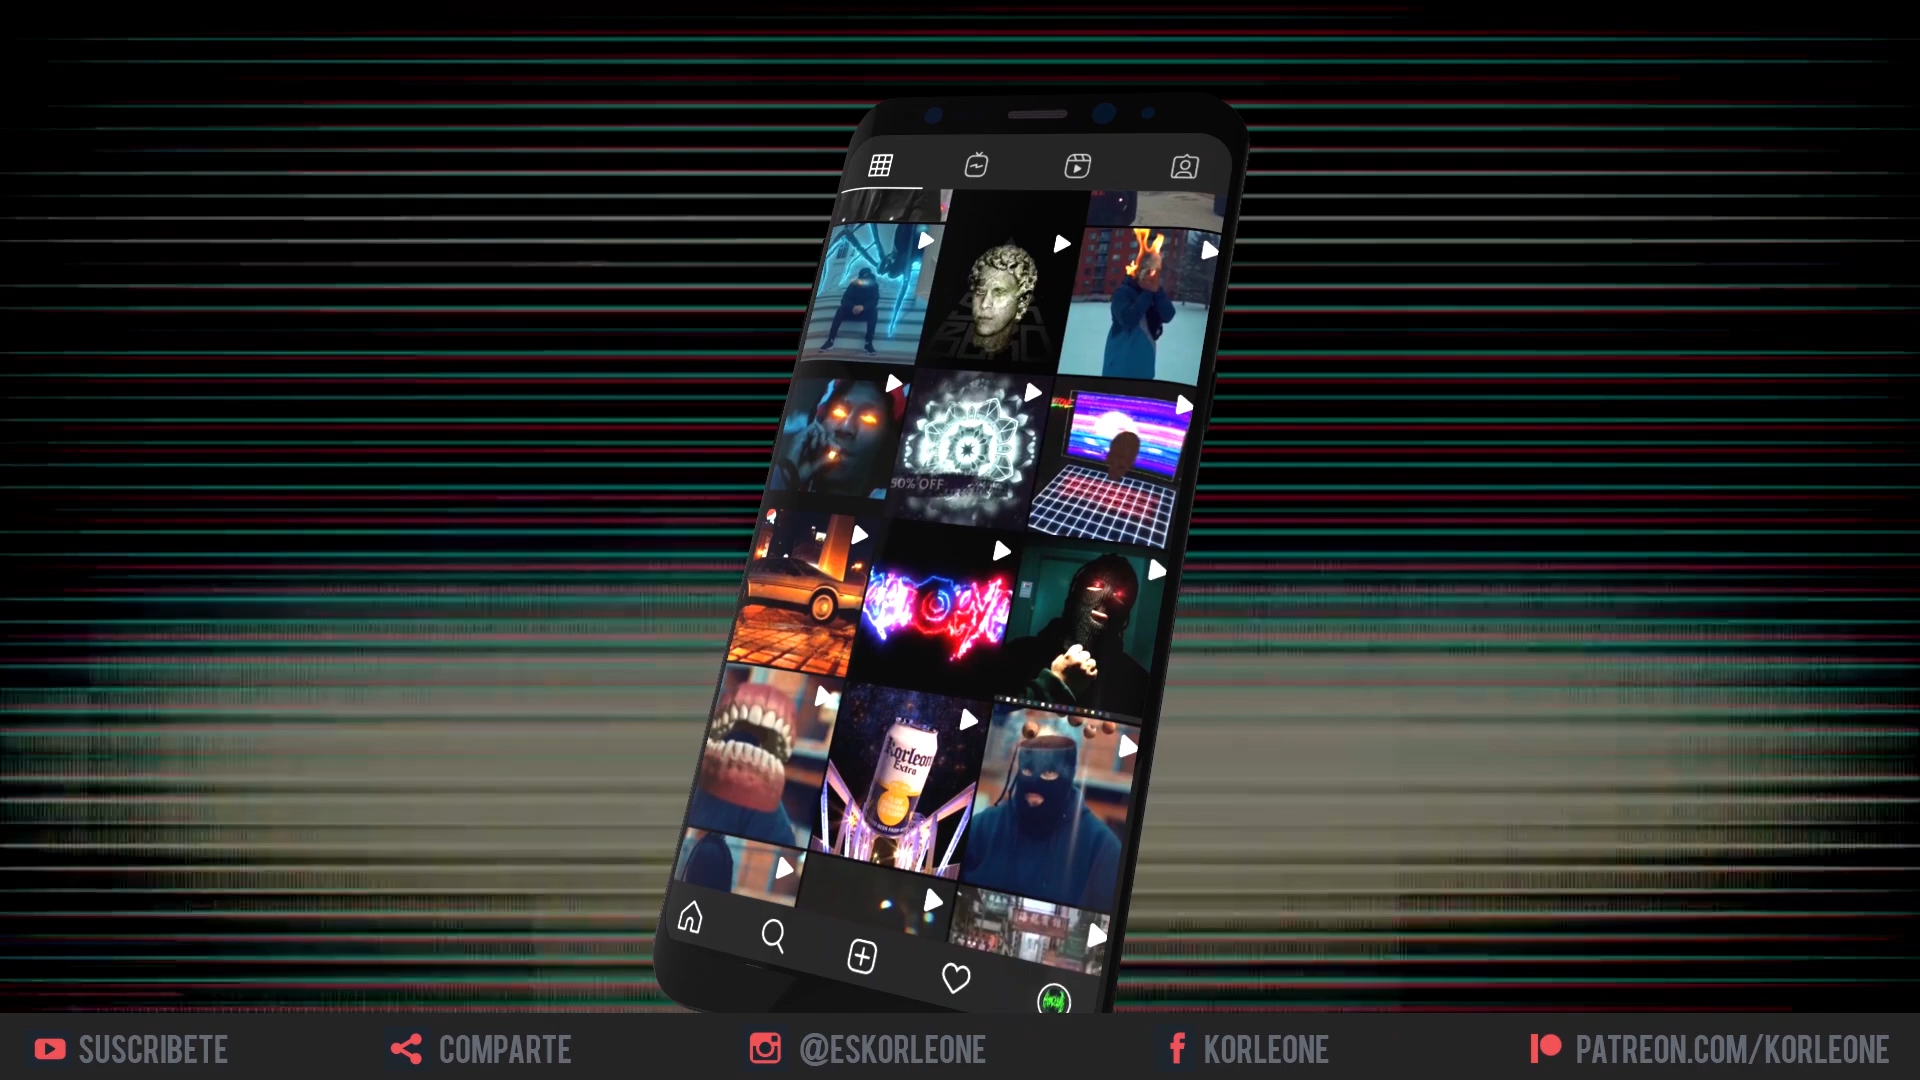 50% OFF
Korleon
Extra
SUSCRIBETE
COMPARTE
@ESKORLEONE
KORLEONE
PATREON.COM/KORLEONE